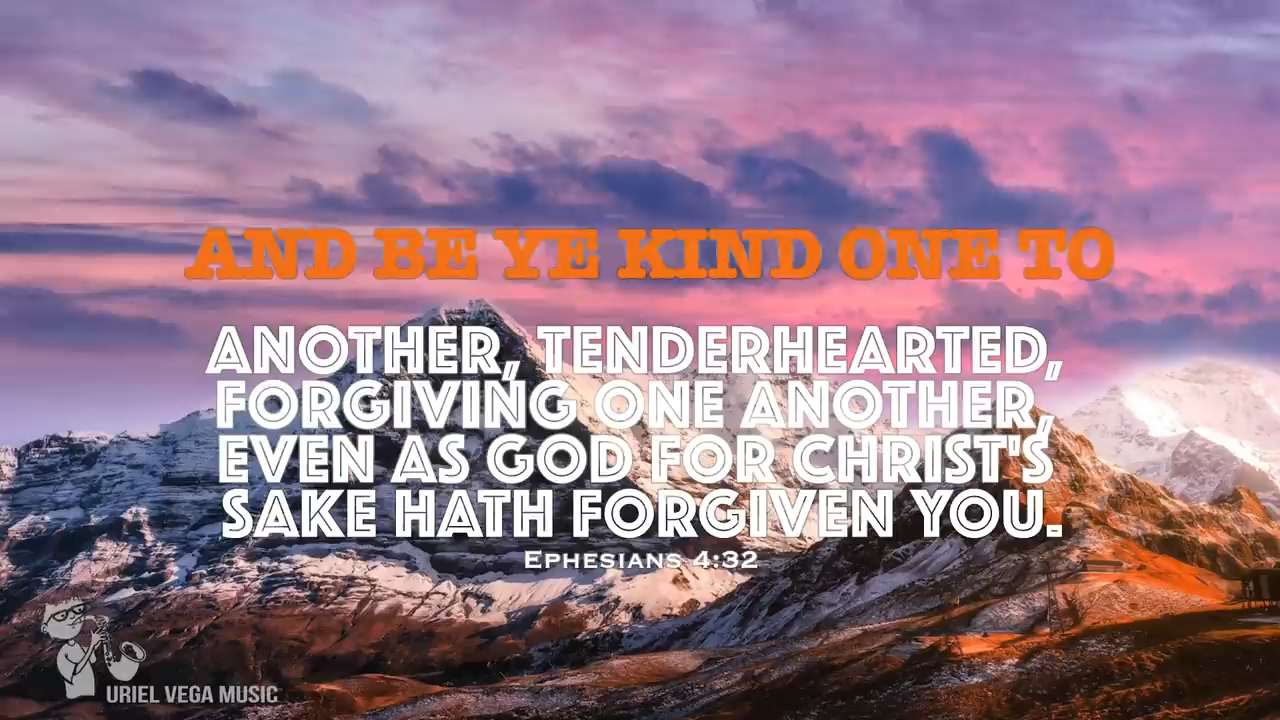 AND BE YE KIND ONE TO
ANOTHER, TENDERHEARTED,
FORGIVING ONE ANOTHER,
EVEN AS GOD FOR CHRIST'S
SAKE HATH FORGIVEN YOU.
EPHESIANS 4:32
URIEL VEGA MUSIC